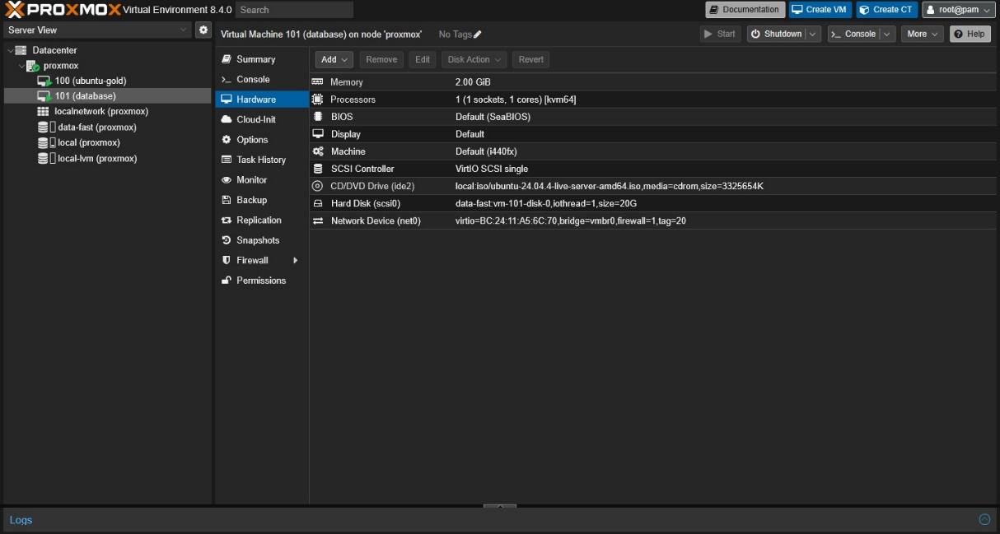 PROXMOX Virtual Environment 8.4.0 Search Documentation Create VM Create CT root@pam
Server View
Datacenter
proxmox
100 (ubuntu-gold)
101 (database)
localnetwork (proxmox)
data-fast (proxmox)
local (proxmox)
local-lvm (proxmox)
Virtual Machine 101 (database) on node 'proxmox' No Tags Start Shutdown Console More Help
Summary
Console
Hardware
Cloud-Init
Options
Task History
Monitor
Backup
Replication
Snapshots
Firewall
Permissions
Add Remove Edit Disk Action Revert
Memory 2.00 GiB
Processors 1 (1 sockets, 1 cores) [kvm64]
BIOS Default (SeaBIOS)
Display Default
Machine Default (i440fx)
SCSI Controller VirtIO SCSI single
CD/DVD Drive (ide2) local:iso/ubuntu-24.04.4-live-server-amd64.iso,media=cdrom,size=3325654K
Hard Disk (scsi0) data-fast:vm-101-disk-0,iothread=1,size=20G
Network Device (net0) virtio=BC:24:11:A5:6C:70,bridge=vmbr0,firewall=1,tag=20
Logs